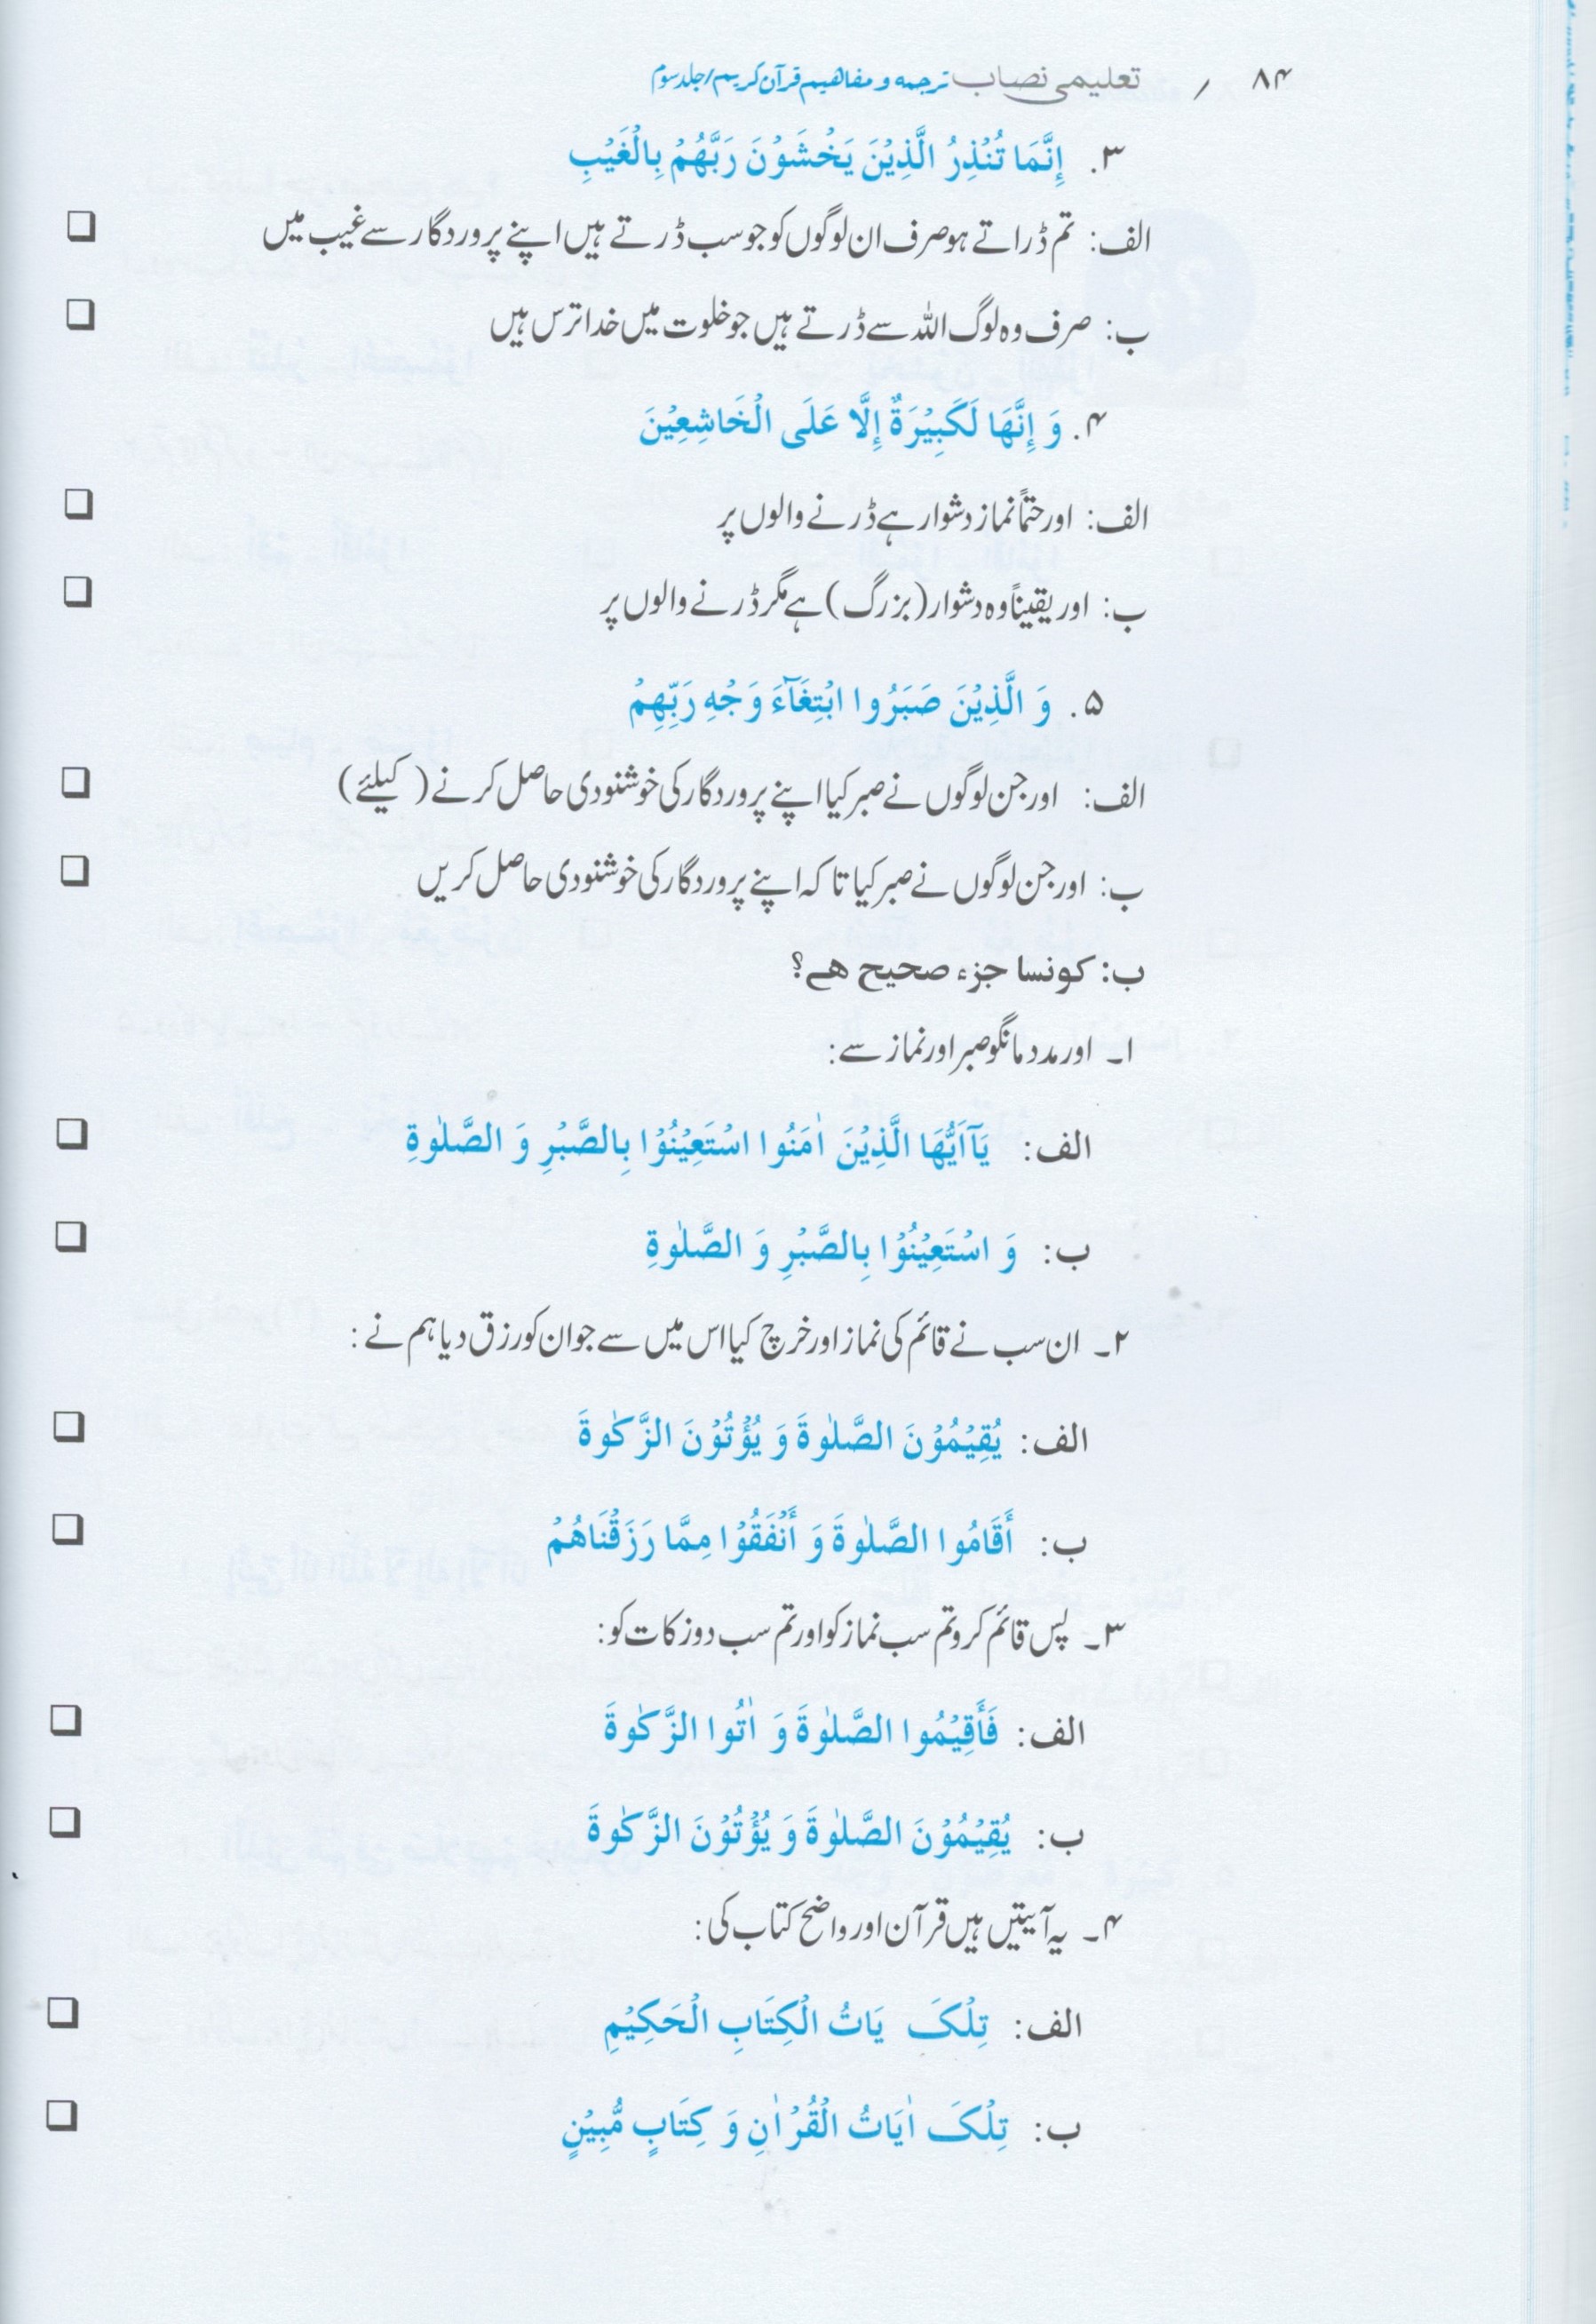 ۸۴ / تعلیمی نصاب ترجمه و مفاهیم قرآن کریم/جلد سوم
۳. إِنَّمَا تُنْذِرُ الَّذِيْنَ يَخْشَوْنَ رَبَّهُمْ بِالْغَيْبِ
الف: تم ڈراتے ہو صرف ان لوگوں کو جو سب ڈرتے ہیں اپنے پروردگار سے غیب میں ❑
ب: صرف وہ لوگ اللہ سے ڈرتے ہیں جو خلوت میں خدا ترس ہیں ❑
۴. وَ إِنَّهَا لَكَبِيْرَةٌ إِلَّا عَلَى الْخَاشِعِيْنَ
الف: اور حتماً نماز دشوار ہے ڈرنے والوں پر ❑
ب: اور یقیناً وہ دشوار (بزرگ) ہے مگر ڈرنے والوں پر ❑
۵. وَ الَّذِيْنَ صَبَرُوا ابْتِغَآءَ وَجْهِ رَبِّهِمْ
الف: اور جن لوگوں نے صبر کیا اپنے پروردگار کی خوشنودی حاصل کرنے ( کیلئے ) ❑
ب: اور جن لوگوں نے صبر کیا تاکہ اپنے پروردگار کی خوشنودی حاصل کریں ❑
ب: کونسا جزء صحیح ھے؟
۱۔ اور مدد مانگو صبر اور نماز سے:
الف: يَآ اَيُّهَا الَّذِيْنَ اٰمَنُوا اسْتَعِيْنُوْا بِالصَّبْرِ وَ الصَّلٰوةِ ❑
ب: وَ اسْتَعِيْنُوْا بِالصَّبْرِ وَ الصَّلٰوةِ ❑
۲۔ ان سب نے قائم کی نماز اور خرچ کیا اس میں سے جو ان کو رزق دیا ہم نے :
الف: يُقِيْمُوْنَ الصَّلٰوةَ وَ يُؤْتُوْنَ الزَّكٰوةَ ❑
ب: أَقَامُوا الصَّلٰوةَ وَ أَنْفَقُوْا مِمَّا رَزَقْنَاهُمْ ❑
۳۔ پس قائم کرو تم سب نماز کو اور تم سب دو زکات کو:
الف: فَأَقِيْمُوا الصَّلٰوةَ وَ اٰتُوا الزَّكٰوةَ ❑
ب: يُقِيْمُوْنَ الصَّلٰوةَ وَ يُؤْتُوْنَ الزَّكٰوةَ ❑
۴۔ یہ آیتیں ہیں قرآن اور واضح کتاب کی:
الف: تِلْکَ يَاتُ الْكِتَابِ الْحَكِيْمِ ❑
ب: تِلْکَ اٰيَاتُ الْقُرْاٰنِ وَ كِتَابٍ مُّبِيْنٍ ❑